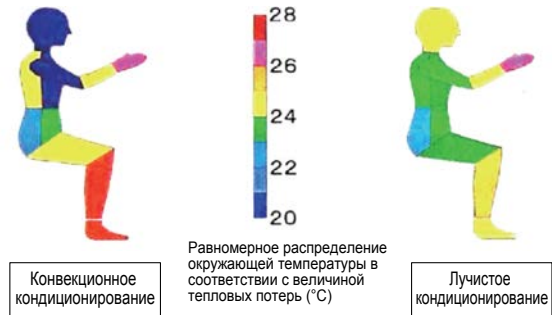 28
26
24
22
20
Равномерное распределение
окружающей температуры в
соответствии с величиной
тепловых потерь (°C)
Конвекционное
кондиционирование
Лучистое
кондиционирование